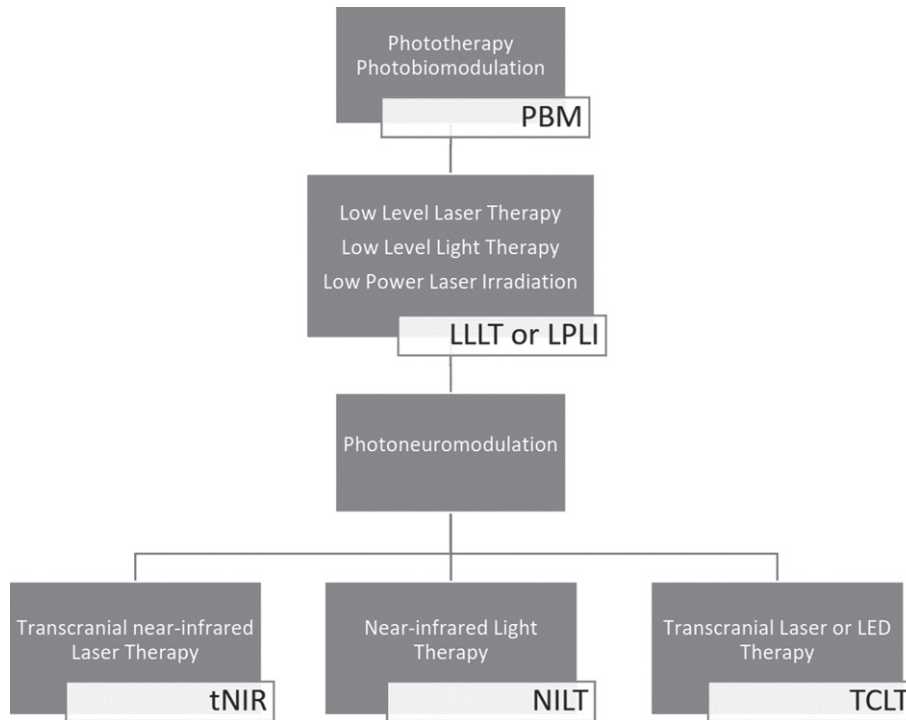 Phototherapy
Photobiomodulation
PBM
Low Level Laser Therapy
Low Level Light Therapy
Low Power Laser Irradiation
LLLT or LPLI
Photoneuromodulation
Transcranial near-infrared
Laser Therapy
tNIR
Near-infrared Light
Therapy
NILT
Transcranial Laser or LED
Therapy
TCLT